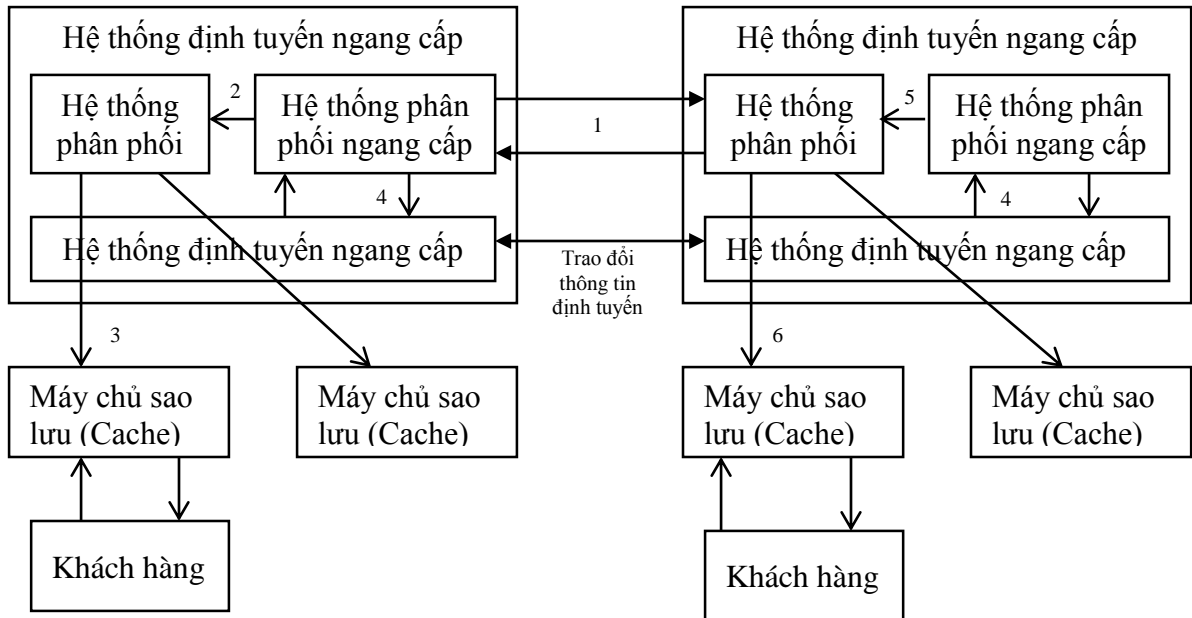 Hệ thống định tuyến ngang cấp
Hệ thống
phân phối
2
Hệ thống phân
phối ngang cấp
4
Hệ thống định tuyến ngang cấp
1
Trao đổi
thông tin
định tuyến
Hệ thống định tuyến ngang cấp
Hệ thống
phân phối
5
Hệ thống phân
phối ngang cấp
4
Hệ thống định tuyến ngang cấp
3
Máy chủ sao
lưu (Cache)
Máy chủ sao
lưu (Cache)
Khách hàng
6
Máy chủ sao
lưu (Cache)
Máy chủ sao
lưu (Cache)
Khách hàng